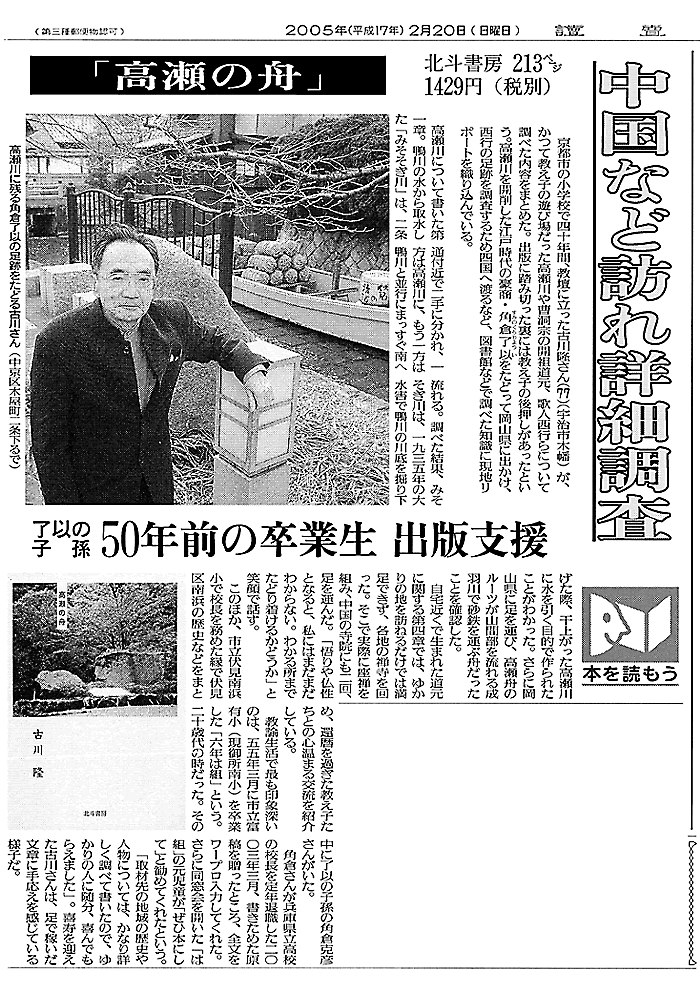 (第三種郵便物認可)
2005年(平成17年)2月20日(日曜日)
讀 賣
中国など訪れ詳細調査
「高瀬の舟」
北斗書房 213㌻
1429円(税別)
京都市の小学校で四十年間、教壇に立った古川隆さん(77)(宇治市木幡)が、
かつて教え子の遊び場だった高瀬川や曹洞宗の開祖道元、歌人西行らについて
調べた内容をまとめた。出版に踏み切った裏には教え子の後押しがあったとい
う。高瀬川を開削した江戸時代の豪商・角倉了以をたどって岡山県に出かけ、
西行の足跡を調査するため四国へ渡るなど、図書館などで調べた知識に現地リ
ポートを織り込んでいる。
高瀬川について書いた第
一章。鴨川の水から取水し
た「みそそぎ川」は、二条
通付近で二手に分かれ、一
方は高瀬川に、もう一方は
鴨川と並行にまっすぐ南へ
流れる。調べた結果、みそ
そぎ川は、一九三五年の大
水害で鴨川の川底を掘り下
高瀬川に残る角倉了以の足跡をたどる古川さん(中京区木屋町二条下るで)
了以の子孫
50年前の卒業生 出版支援
本を読もう
げた際、干上がった高瀬川
に水を引く目的で作られた
ことがわかった。さらに岡
山県に足を運び、高瀬舟の
ルーツが山間部を流れる成
羽川で砂鉄を運ぶ舟だった
ことを確認した。
自宅近くで生まれた道元
に関する第四章では、ゆか
りの地を訪ねるだけでは満
足できず、各地の禅寺を回
った。そこで実際に座禅を
組み、中国の寺院にも二回、
足を運んだ。「悟りや仏性
となると、私にはまだまだ
わからない。わかる所まで
たどり着けるかどうか」と
笑顔で話す。
このほか、市立伏見南浜
小で校長を務めた縁で伏見
区南浜の歴史などをまと
め、還暦を過ぎた教え子た
ちとの心温まる交流を紹介
している。
教諭生活で最も印象深い
のは、五五年三月に市立富
有小(現御所南小)を卒業
した「六年は組」という。
二十歳代の時だった。その
中に了以の子孫の角倉克彦
さんがいた。
角倉さんが兵庫県立高校
の校長を定年退職した二〇
〇三年三月、書きためた原
稿を贈ったところ、全文を
ワープロ入力してくれた。
さらに同窓会を開いた「は
組」の元児童が「ぜひ本にし
て」と勧めてくれたという。
「取材先の地域の歴史や
人物については、かなり詳
しく調べて書いたので、ゆ
かりの人に随分、喜んでも
らえました」。喜寿を迎え
た古川さんは、足で稼いだ
文章に手応えを感じている
様子だ。
高瀬の舟
古川 隆
北斗書房